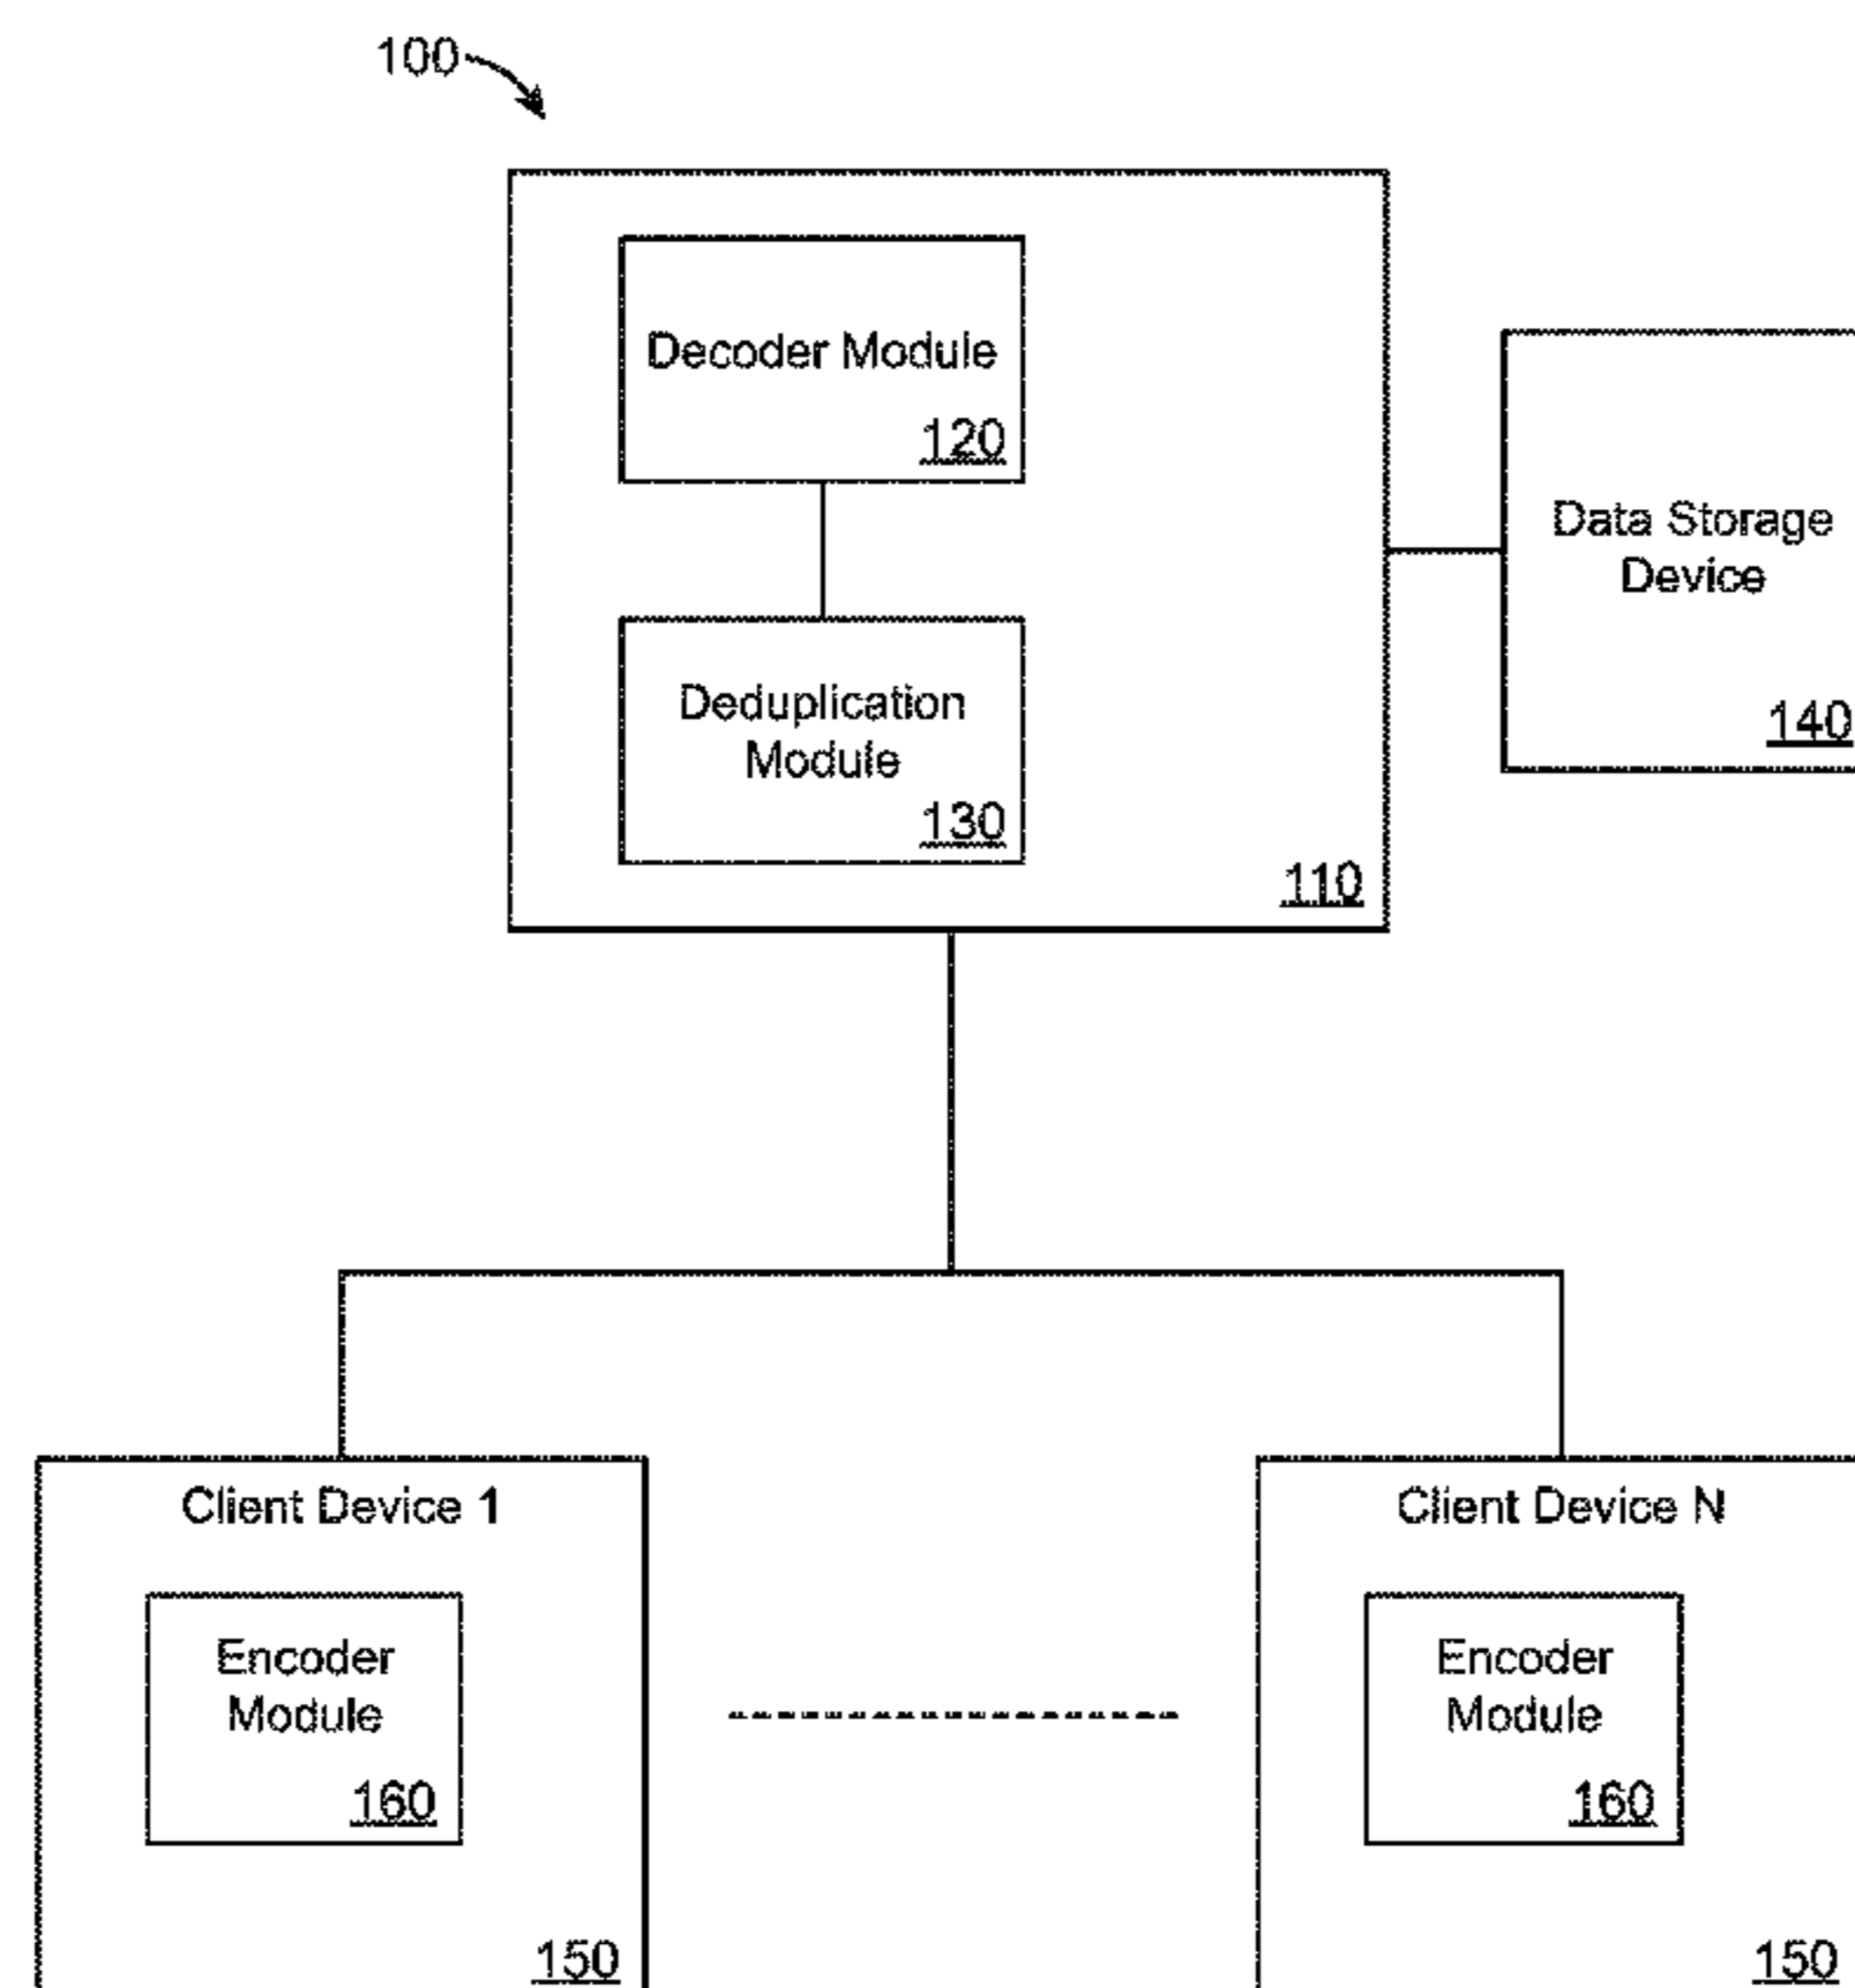 100
Decoder Module
120
Data Storage
Device
140
Deduplication
Module
130
110
Client Device 1
Encoder
Module
160
150
Client Device N
Encoder
Module
160
150